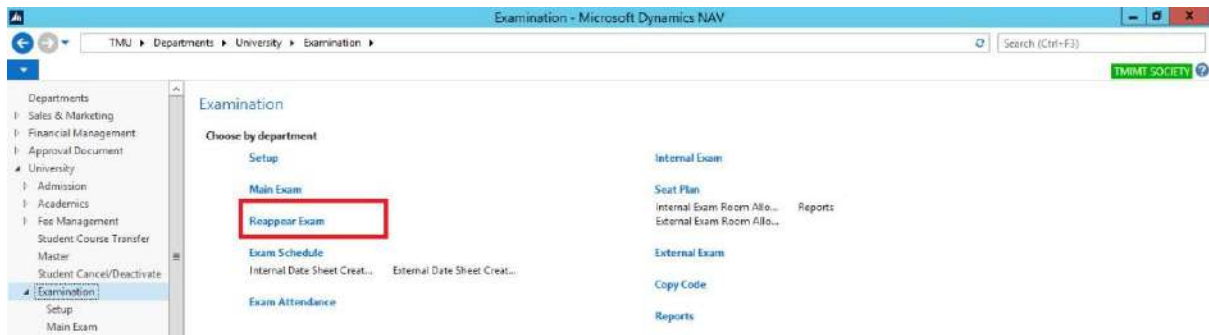 Examination - Microsoft Dynamics NAV
TMU ▸ Departments ▸ University ▸ Examination ▸
Search (Ctrl+F3)
TMIMT SOCIETY
Departments
Sales & Marketing
Financial Management
Approval Document
University
Admission
Academics
Fee Management
Student Course Transfer
Master
Student Cancel/Deactivate
Examination
Setup
Main Exam
Examination
Choose by department
Setup
Main Exam
Reappear Exam
Exam Schedule
Internal Date Sheet Creat... External Date Sheet Creat...
Exam Attendance
Internal Exam
Seat Plan
Internal Exam Room Allo... Reports
External Exam Room Allo...
External Exam
Copy Code
Reports